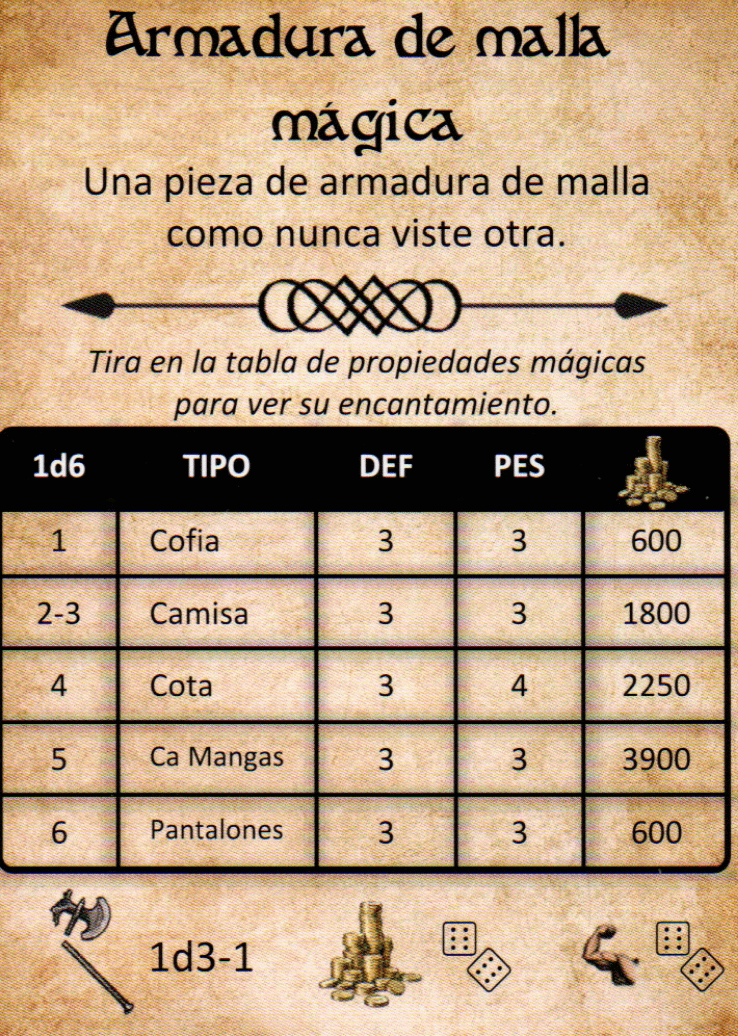 Armadura de malla
mágica
Una pieza de armadura de malla
como nunca viste otra.
Tira en la tabla de propiedades mágicas
para ver su encantamiento.
1d6 TIPO DEF PES
1 Cofia 3 3 600
2-3 Camisa 3 3 1800
4 Cota 3 4 2250
5 Ca Mangas 3 3 3900
6 Pantalones 3 3 600
1d3-1